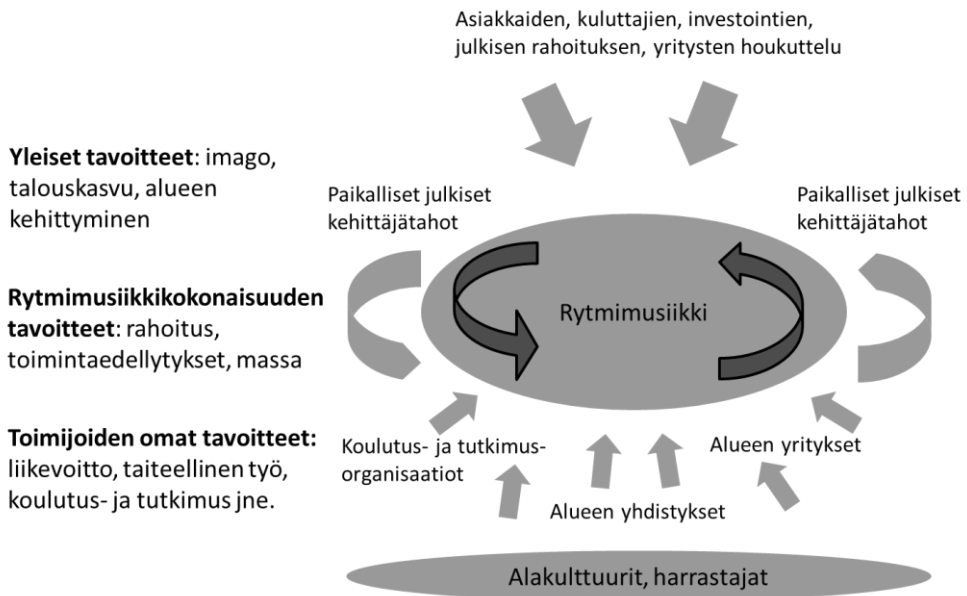 Asiakkaiden, kuluttajien, investointien,
julkisen rahoituksen, yritysten houkuttelu
Yleiset tavoitteet: imago,
talouskasvu, alueen
kehittyminen
Paikalliset julkiset
kehittäjätahot
Paikalliset julkiset
kehittäjätahot
Rytmimusiikkikokonaisuuden
tavoitteet: rahoitus,
toimintaedellytykset, massa
Rytmimusiikki
Toimijoiden omat tavoitteet:
liikevoitto, taiteellinen työ,
koulutus- ja tutkimus jne.
Koulutus- ja tutkimus-
organisaatiot
Alueen yritykset
Alueen yhdistykset
Alakulttuurit, harrastajat